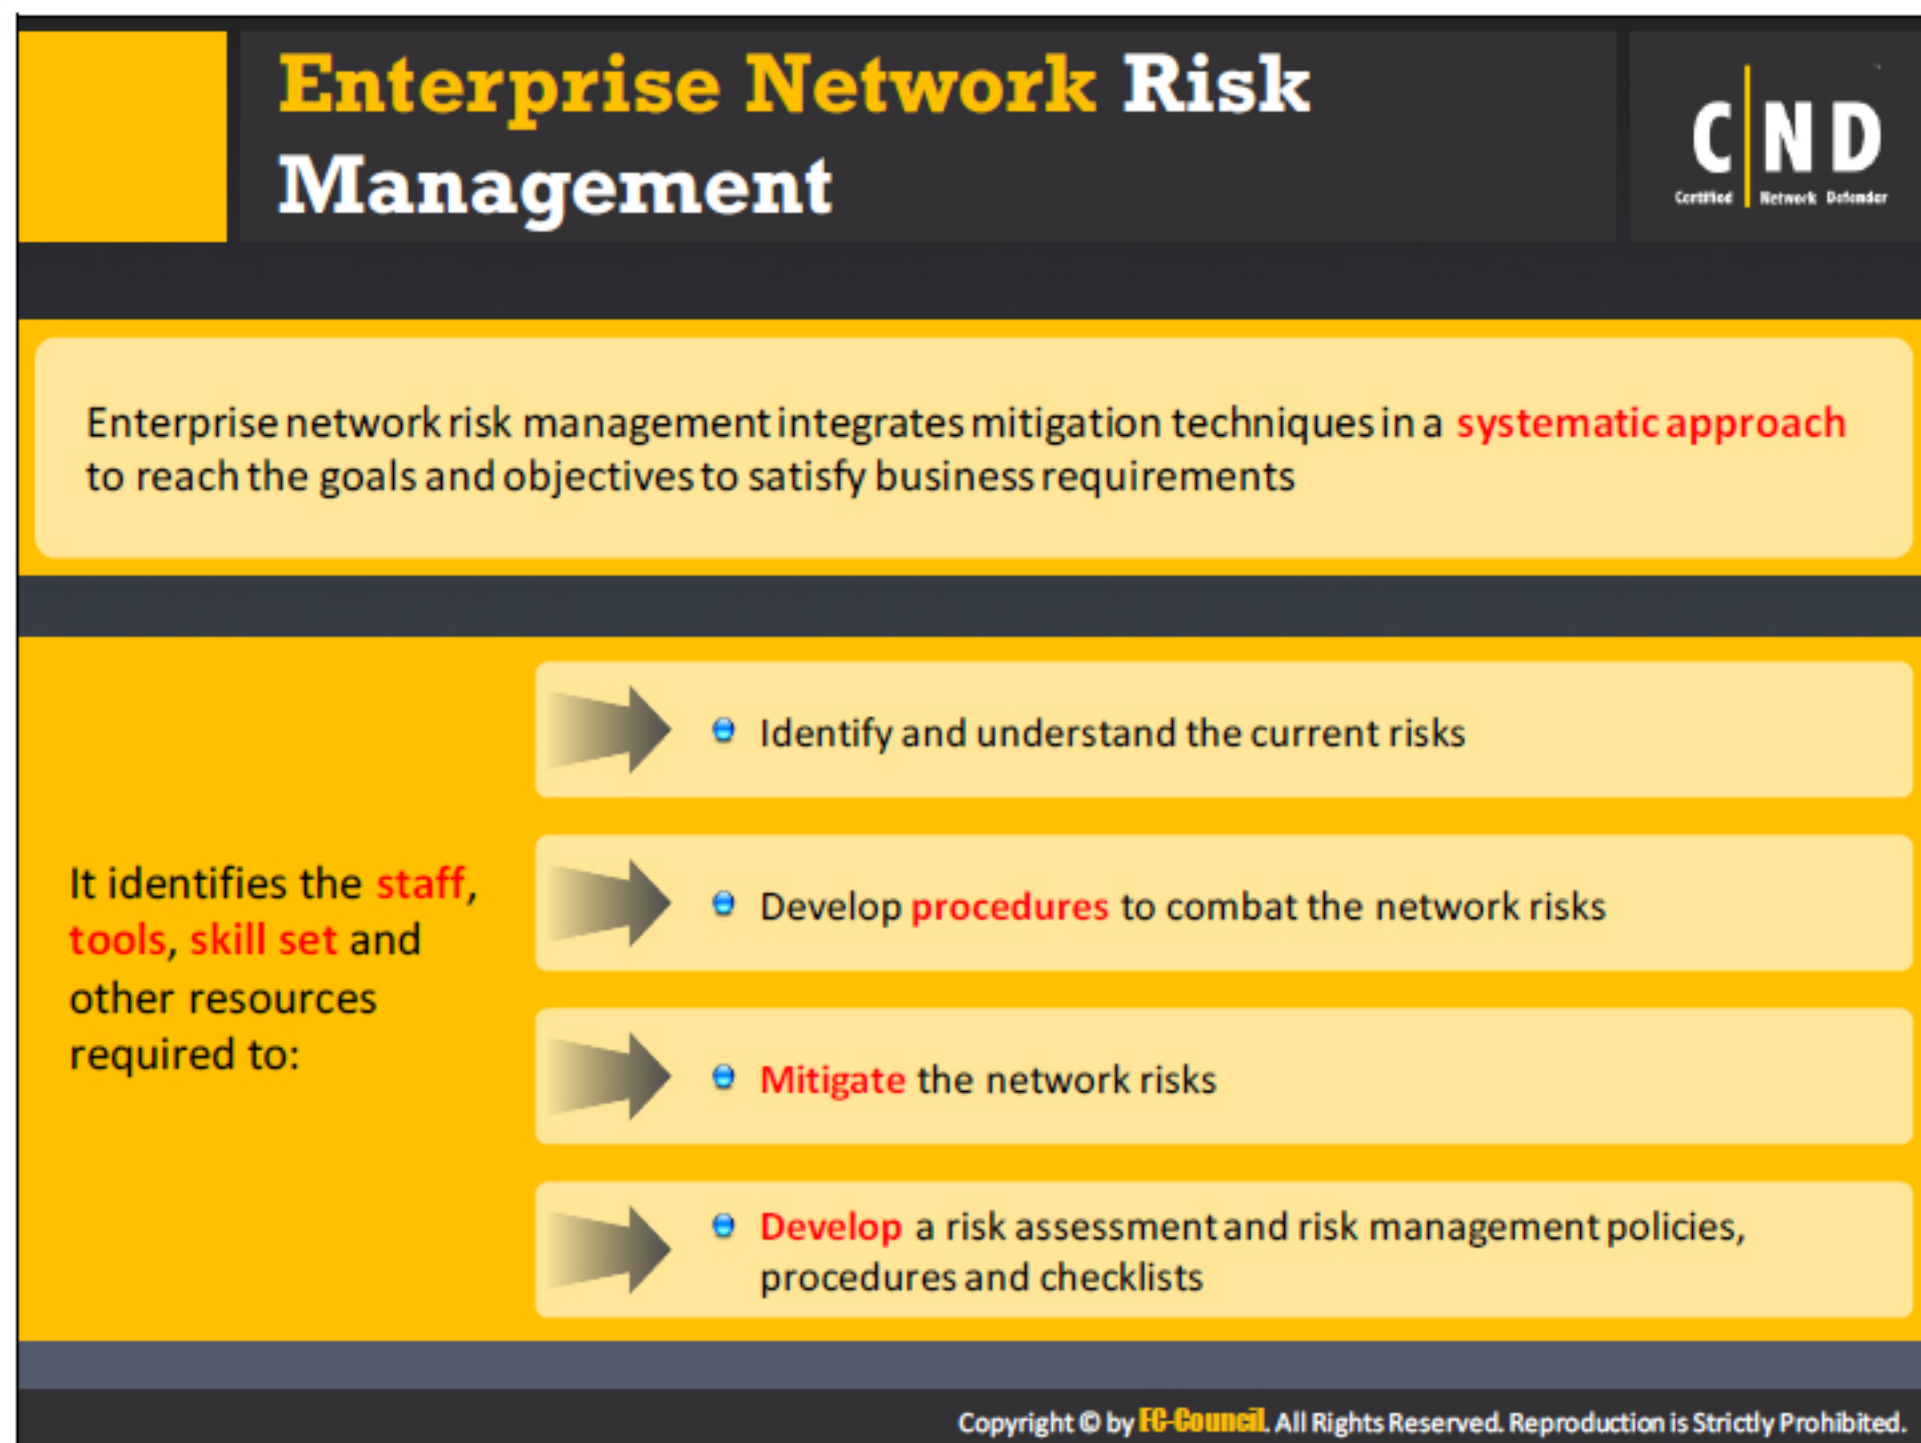 Enterprise Network Risk
Management
C N D
Certified Network Defender
Enterprise network risk management integrates mitigation techniques in a systematic approach
to reach the goals and objectives to satisfy business requirements
It identifies the staff,
tools, skill set and
other resources
required to:
Identify and understand the current risks
Develop procedures to combat the network risks
Mitigate the network risks
Develop a risk assessment and risk management policies,
procedures and checklists
Copyright © by EC-Council. All Rights Reserved. Reproduction is Strictly Prohibited.